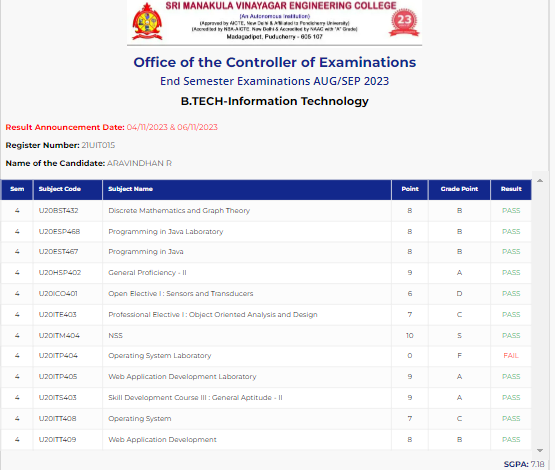 SRI MANAKULA VINAYAGAR ENGINEERING COLLEGE
(An Autonomous Institution)
(Approved by AICTE, New Delhi & Affiliated to Pondicherry University)
(Accredited by NBA-AICTE, New Delhi & Accredited by NAAC with "A" Grade)
Madagadipet, Puducherry - 605 107
23
Office of the Controller of Examinations
End Semester Examinations AUG/SEP 2023
B.TECH-Information Technology
Result Announcement Date: 04/11/2023 & 06/11/2023
Register Number: 21UIT015
Name of the Candidate: ARAVINDHAN R
Sem Subject Code Subject Name Point Grade Point Result
4 U20BST432 Discrete Mathematics and Graph Theory 8 B PASS
4 U20ESP468 Programming in Java Laboratory 8 B PASS
4 U20EST467 Programming in Java 8 B PASS
4 U20HSP402 General Proficiency - II 9 A PASS
4 U20ICO401 Open Elective I : Sensors and Transducers 6 D PASS
4 U20ITE403 Professional Elective I : Object Oriented Analysis and Design 7 C PASS
4 U20ITM404 NSS 10 S PASS
4 U20ITP404 Operating System Laboratory 0 F FAIL
4 U20ITP405 Web Application Development Laboratory 9 A PASS
4 U20ITS403 Skill Development Course III : General Aptitude - II 9 A PASS
4 U20ITT408 Operating System 7 C PASS
4 U20ITT409 Web Application Development 8 B PASS
SGPA: 7.18